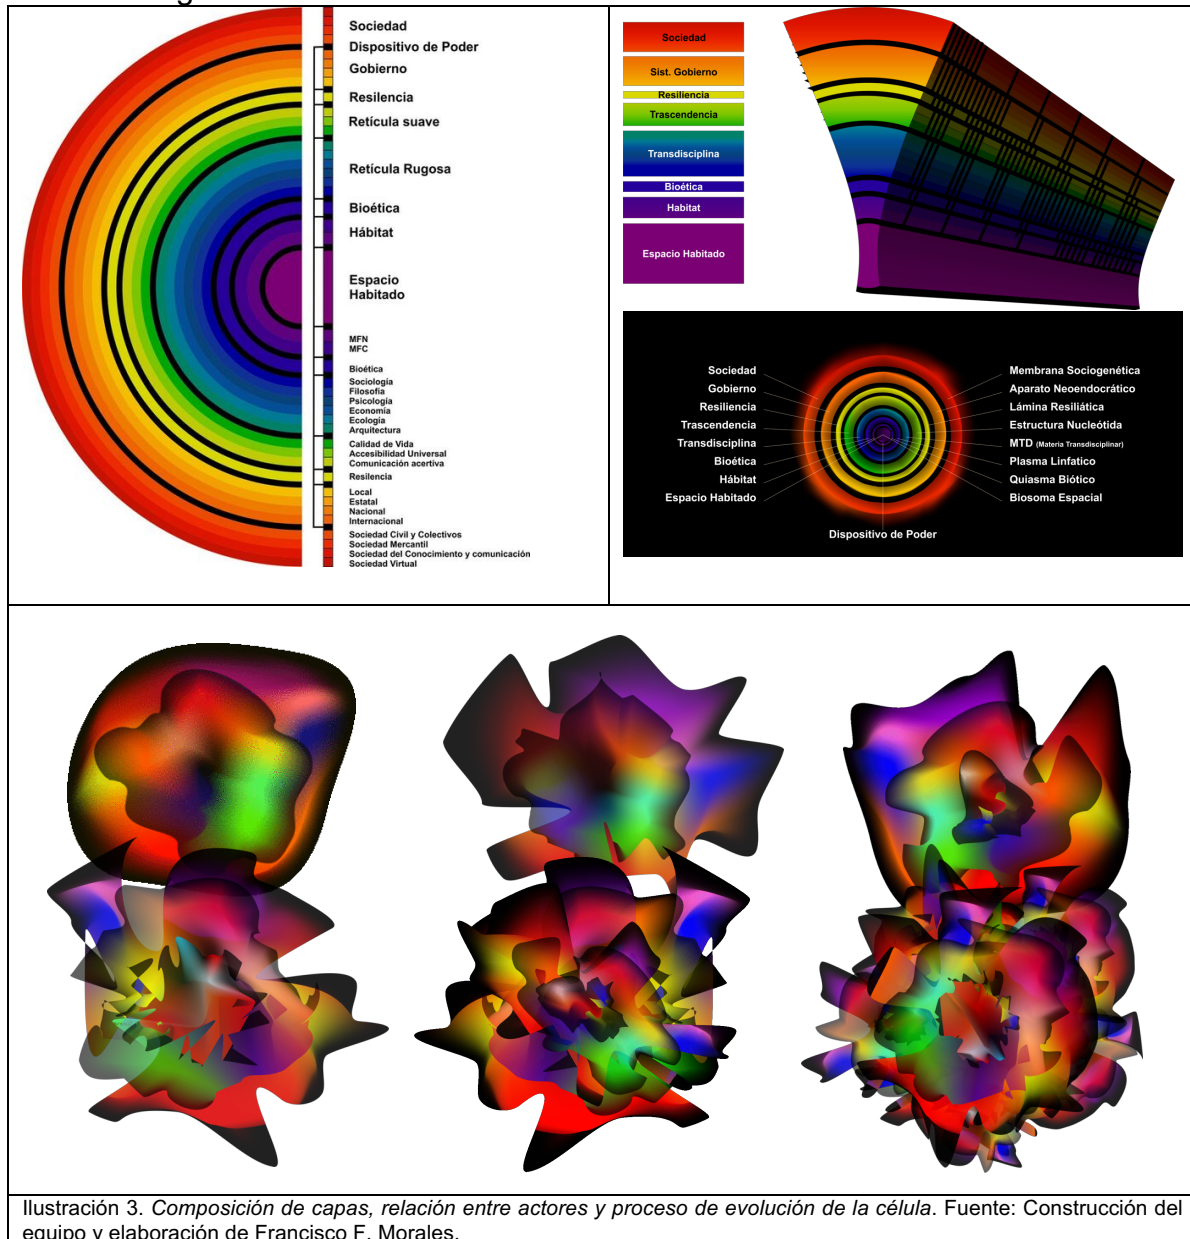 Sociedad
Dispositivo de Poder
Gobierno
Resilencia
Retícula suave
Retícula Rugosa
Bioética
Hábitat
Espacio
Habitado
MFN
MFC
Bioética
Sociología
Filosofía
Psicología
Economía
Ecología
Arquitectura
Calidad de Vida
Accesibilidad Universal
Comunicación acertiva
Resilencia
Local
Estatal
Nacional
Internacional
Sociedad Civil y Colectivos
Sociedad Mercantil
Sociedad del Conocimiento y comunicación
Sociedad Virtual
Sociedad
Sist. Gobierno
Resiliencia
Trascendencia
Transdisciplina
Bioética
Habitat
Espacio Habitado
Sociedad
Gobierno
Resiliencia
Trascendencia
Transdisciplina
Bioética
Hábitat
Espacio Habitado
Membrana Sociogenética
Aparato Neoendocrático
Lámina Resiliática
Estructura Nucleótida
MTD (Materia Transdisciplinar)
Plasma Linfatico
Quiasma Biótico
Biosoma Espacial
Dispositivo de Poder
Ilustración 3. Composición de capas, relación entre actores y proceso de evolución de la célula. Fuente: Construcción del
equipo y elaboración de Francisco F. Morales.